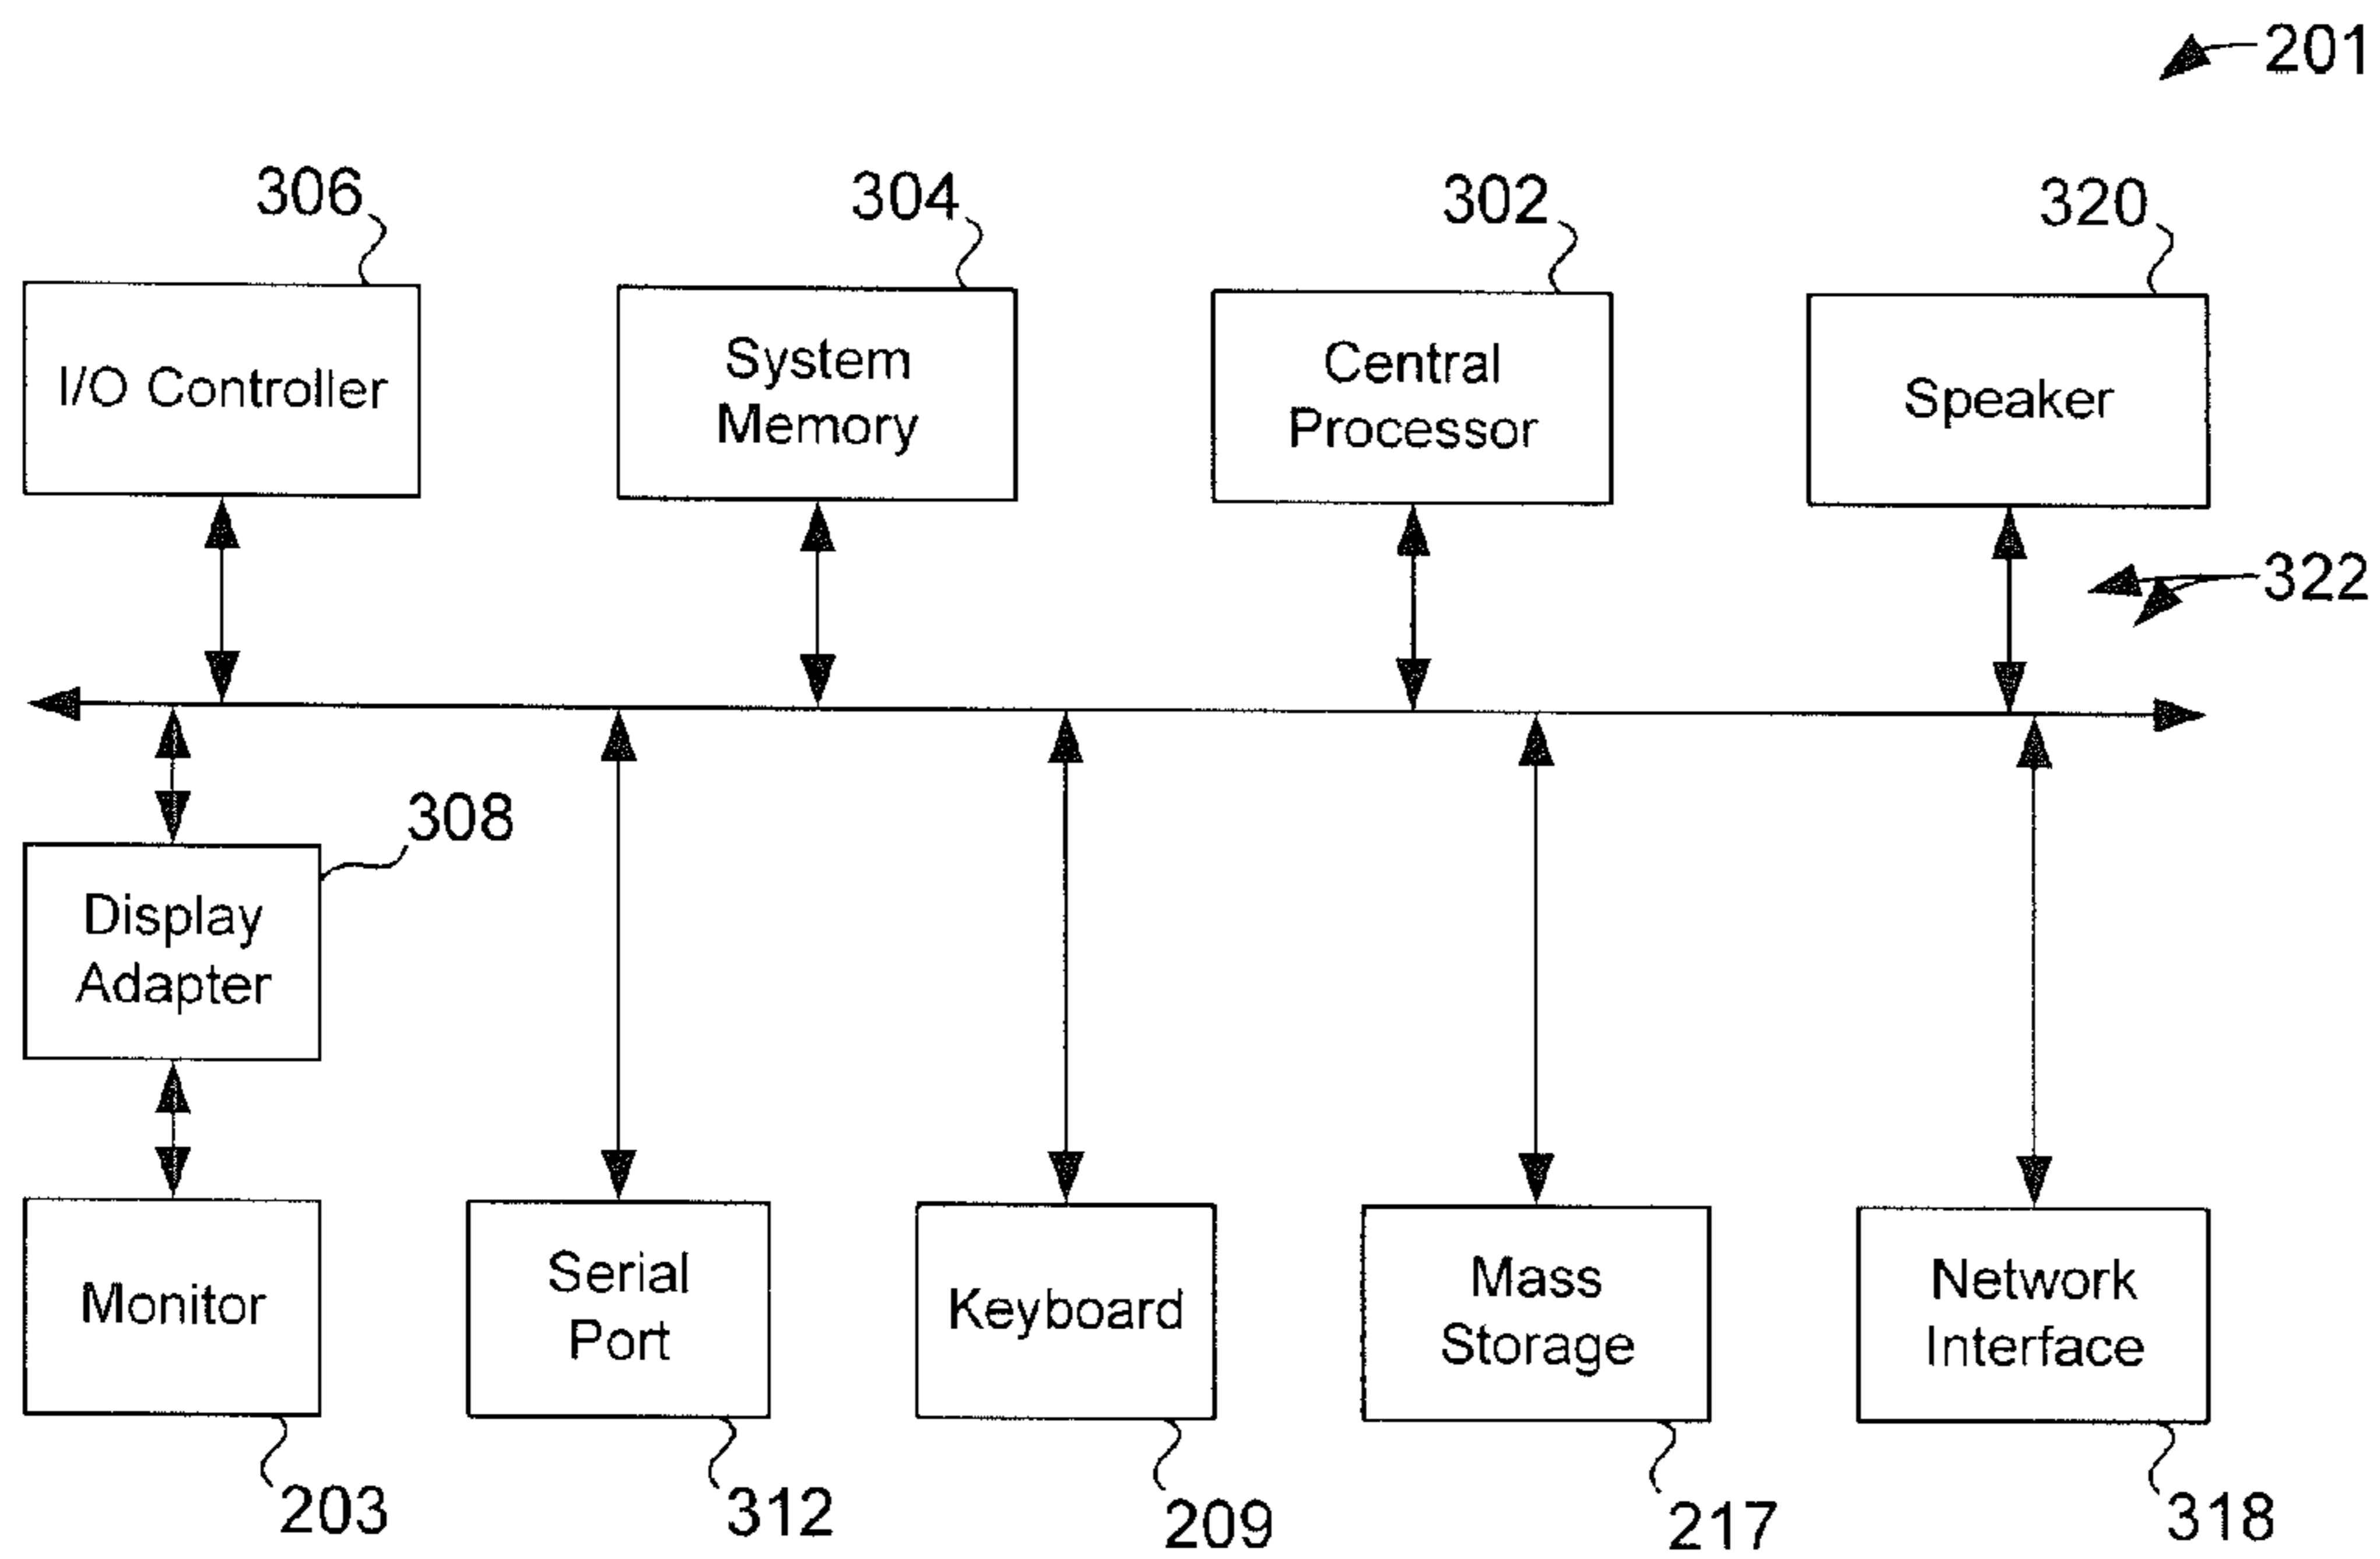 201
306
304
302
320
I/O Controller
System
Memory
Central
Processor
Speaker
322
308
Display
Adapter
Monitor
Serial
Port
Keyboard
Mass
Storage
Network
Interface
203
312
209
217
318